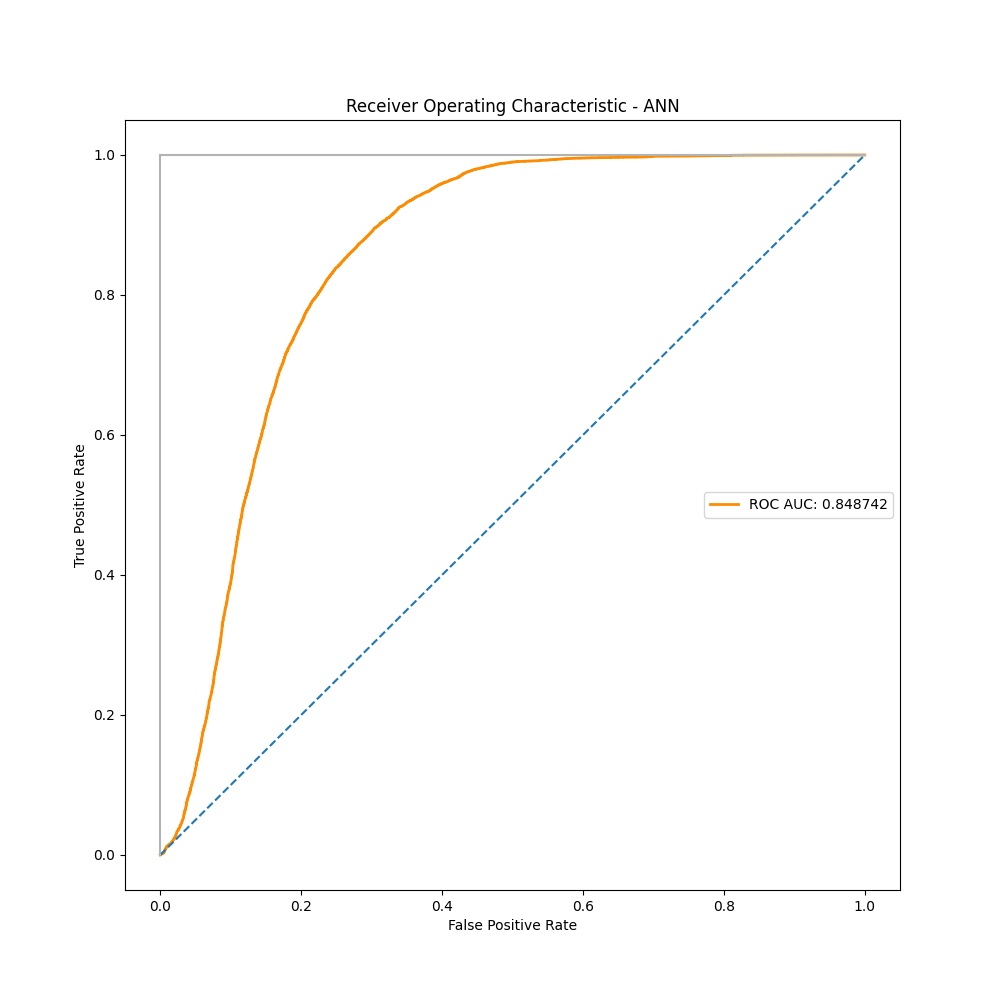 Receiver Operating Characteristic - ANN
1.0
0.8
0.6
0.4
0.2
0.0
True Positive Rate
ROC AUC: 0.848742
0.0 0.2 0.4 0.6 0.8 1.0
False Positive Rate